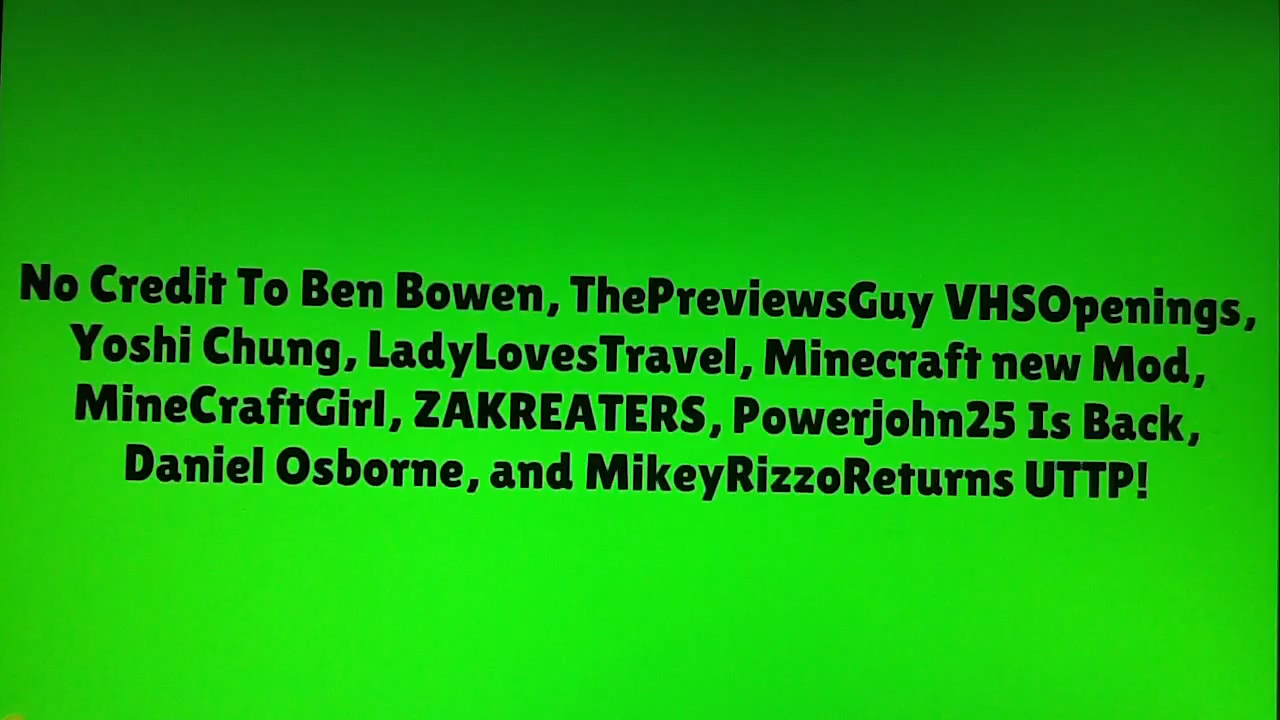 No Credit To Ben Bowen, ThePreviewsGuy VHSOpenings,
Yoshi Chung, LadyLovesTravel, Minecraft new Mod,
MineCraftGirl, ZAKREATERS, Powerjohn25 Is Back,
Daniel Osborne, and MikeyRizzoReturns UTTP!